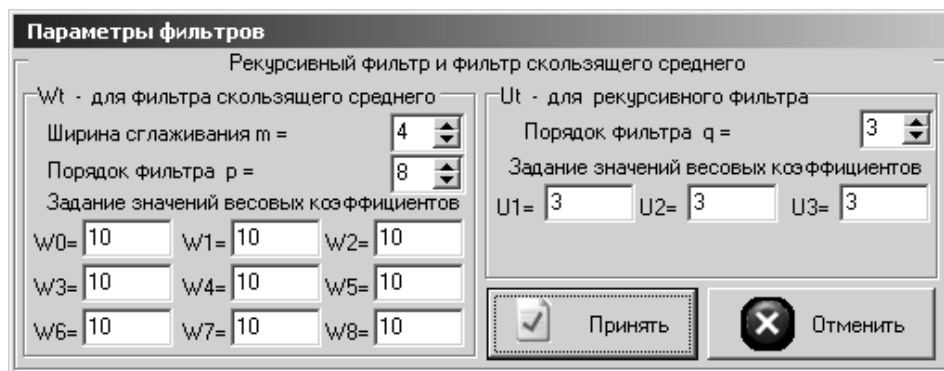 Параметры фильтров
Рекурсивный фильтр и фильтр скользящего среднего
Wt - для фильтра скользящего среднего
Ширина сглаживания m = 4
Порядок фильтра p = 8
Задание значений весовых коэффициентов
W0= 10 W1= 10 W2= 10
W3= 10 W4= 10 W5= 10
W6= 10 W7= 10 W8= 10
Ut - для рекурсивного фильтра
Порядок фильтра q = 3
Задание значений весовых коэффициентов
U1= 3 U2= 3 U3= 3
Принять Отменить